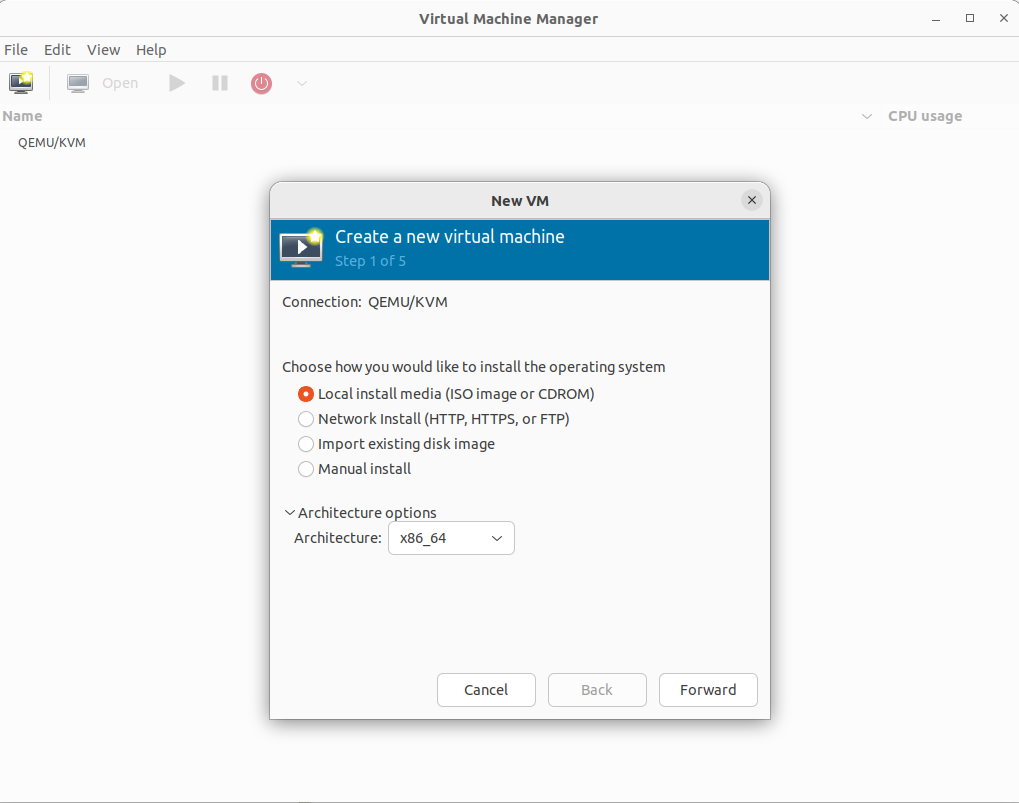 Virtual Machine Manager
File Edit View Help
Open
Name CPU usage
QEMU/KVM
New VM
Create a new virtual machine
Step 1 of 5
Connection: QEMU/KVM
Choose how you would like to install the operating system
Local install media (ISO image or CDROM)
Network Install (HTTP, HTTPS, or FTP)
Import existing disk image
Manual install
Architecture options
Architecture: x86_64
Cancel Back Forward